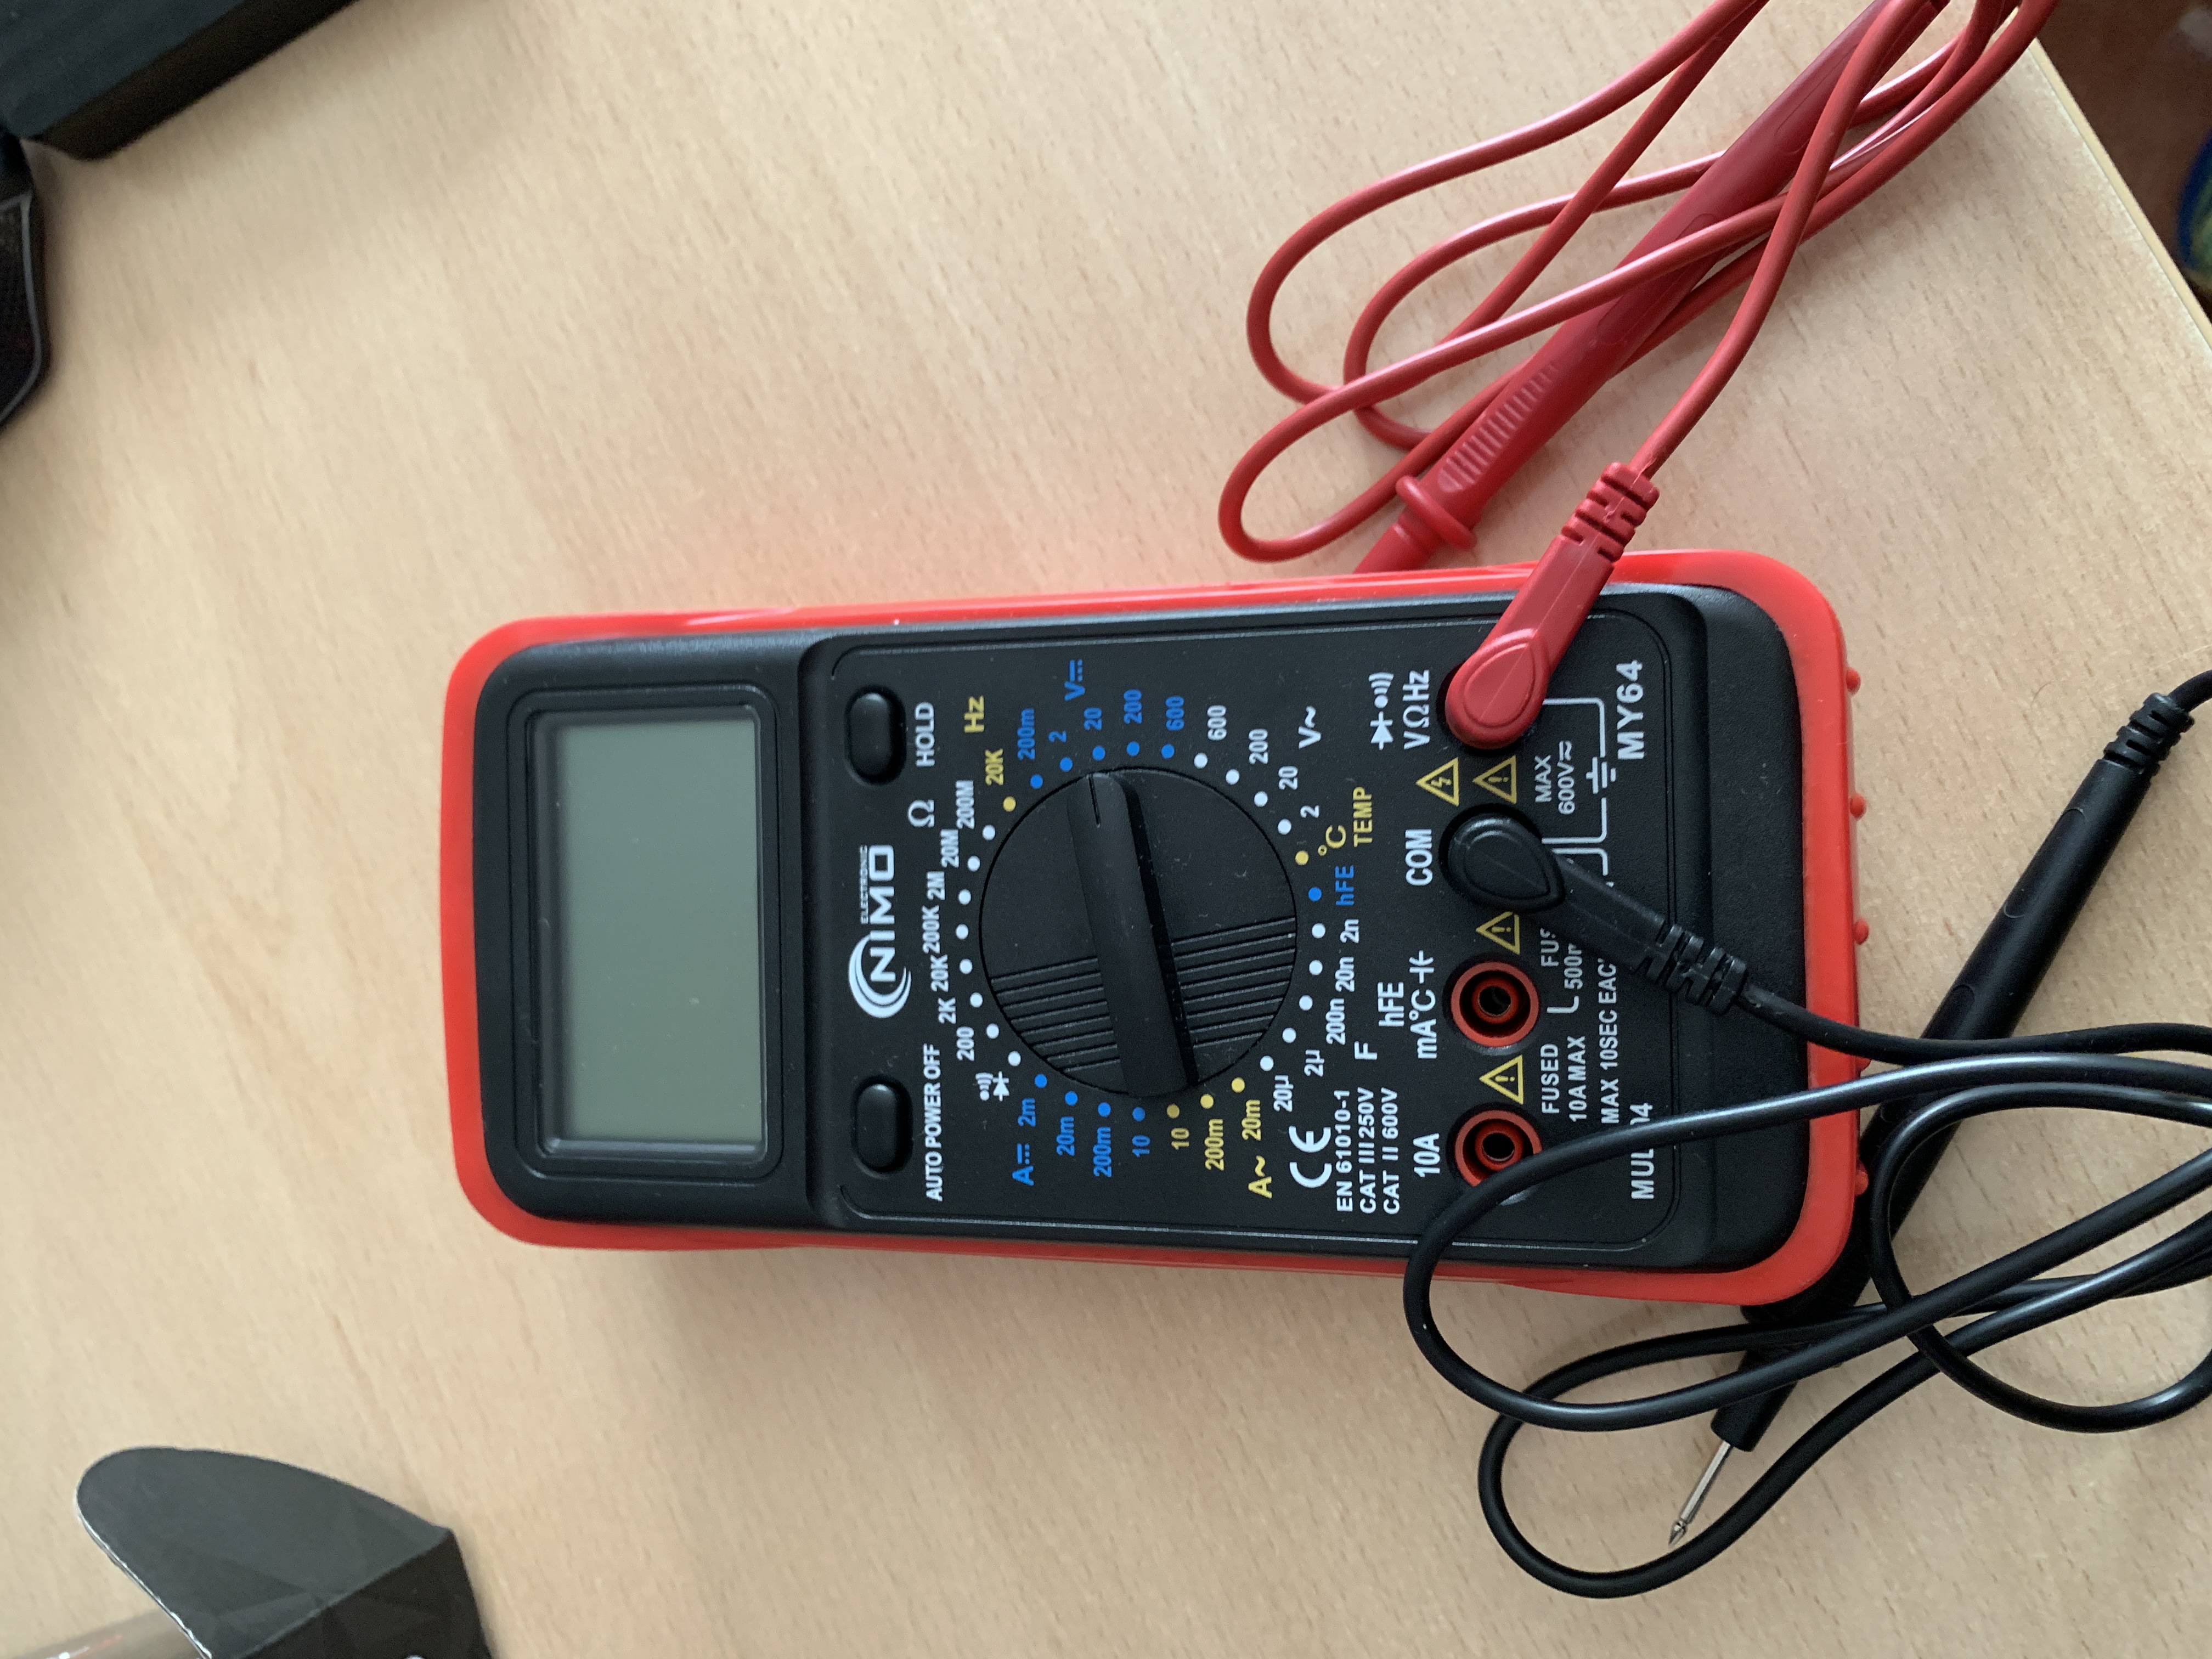 ELECTRONIC
NIMO
AUTO POWER OFF
HOLD
Ω
200 2K 20K 200K 2M 20M 200M
Hz
20K
A⎓ 2m
20m
200m
10
10
200m
A~ 20m
200m
2 V⎓
20
200
600
600
200
20
2 V~
20µ
2µ
200n
20n
2n
F
hFE
°C
TEMP
CE
EN 61010-1
CAT III 250V
CAT II 600V
10A
hFE
mA°C
COM
VΩHz
FUSED
10A MAX
MAX 10SEC
MAX
600V
MY64